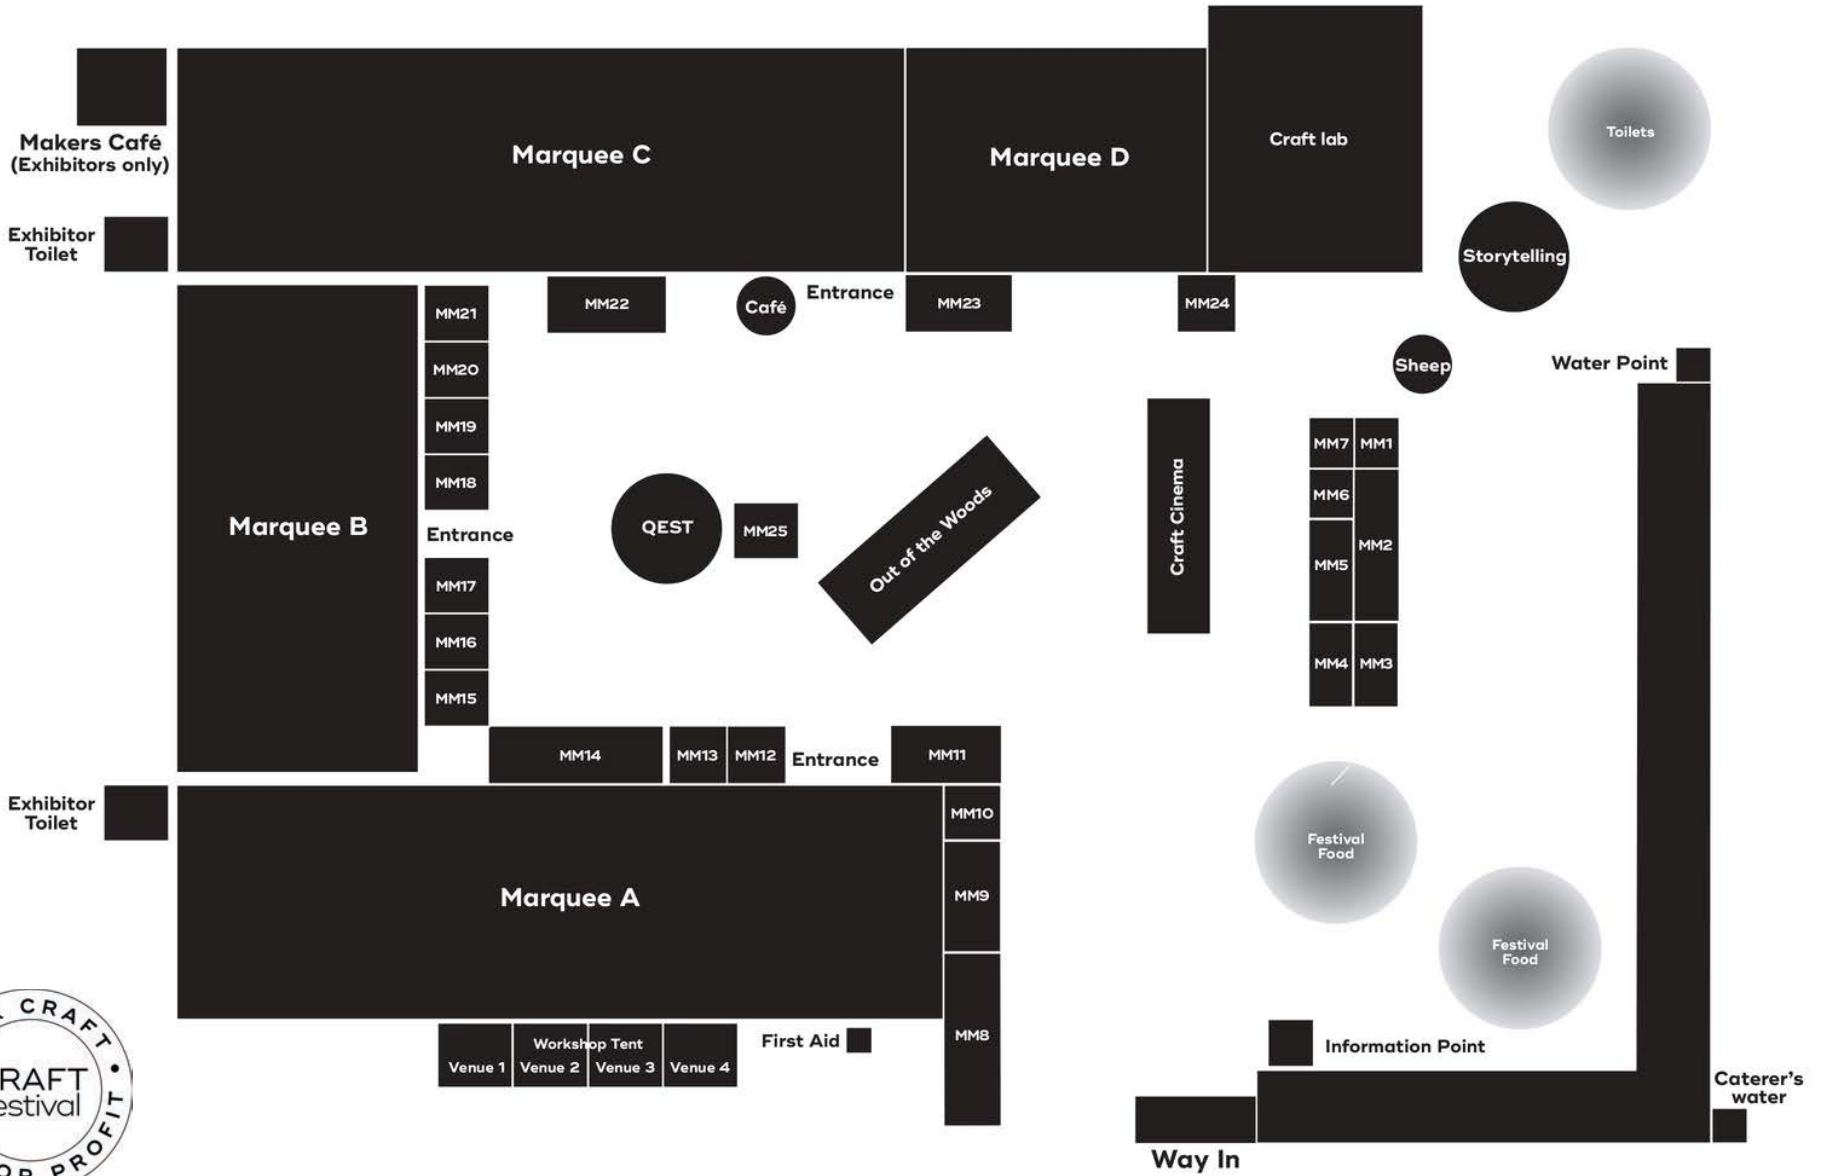 Makers Café
(Exhibitors only)
Marquee C
Marquee D
Craft lab
Toilets
Exhibitor
Toilet
Storytelling
MM21
MM22
Café
Entrance
MM23
MM24
MM20
Sheep
Water Point
MM19
MM7
MM1
MM18
MM6
Marquee B
Entrance
QEST
MM25
Out of the Woods
Craft Cinema
MM5
MM2
MM17
MM16
MM4
MM3
MM15
MM14
MM13
MM12
Entrance
MM11
Exhibitor
Toilet
MM10
Festival
Food
Marquee A
MM9
Festival
Food
MM8
Workshop Tent
Venue 1
Venue 2
Venue 3
Venue 4
First Aid
Information Point
Caterer's
water
Way In
CRAFT •
RAFT
estival
OR PROFIT